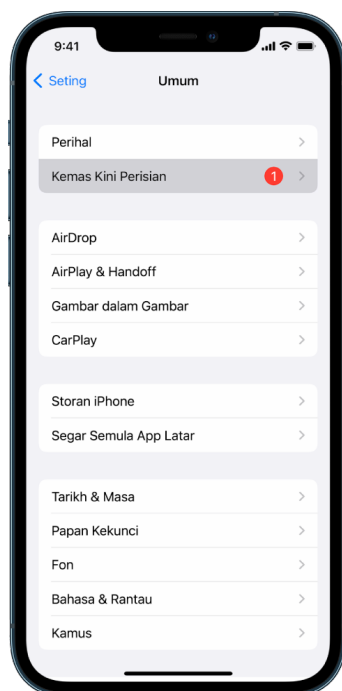 9:41
Seting
Umum
Perihal
Kemas Kini Perisian 1
AirDrop
AirPlay & Handoff
Gambar dalam Gambar
CarPlay
Storan iPhone
Segar Semula App Latar
Tarikh & Masa
Papan Kekunci
Fon
Bahasa & Rantau
Kamus